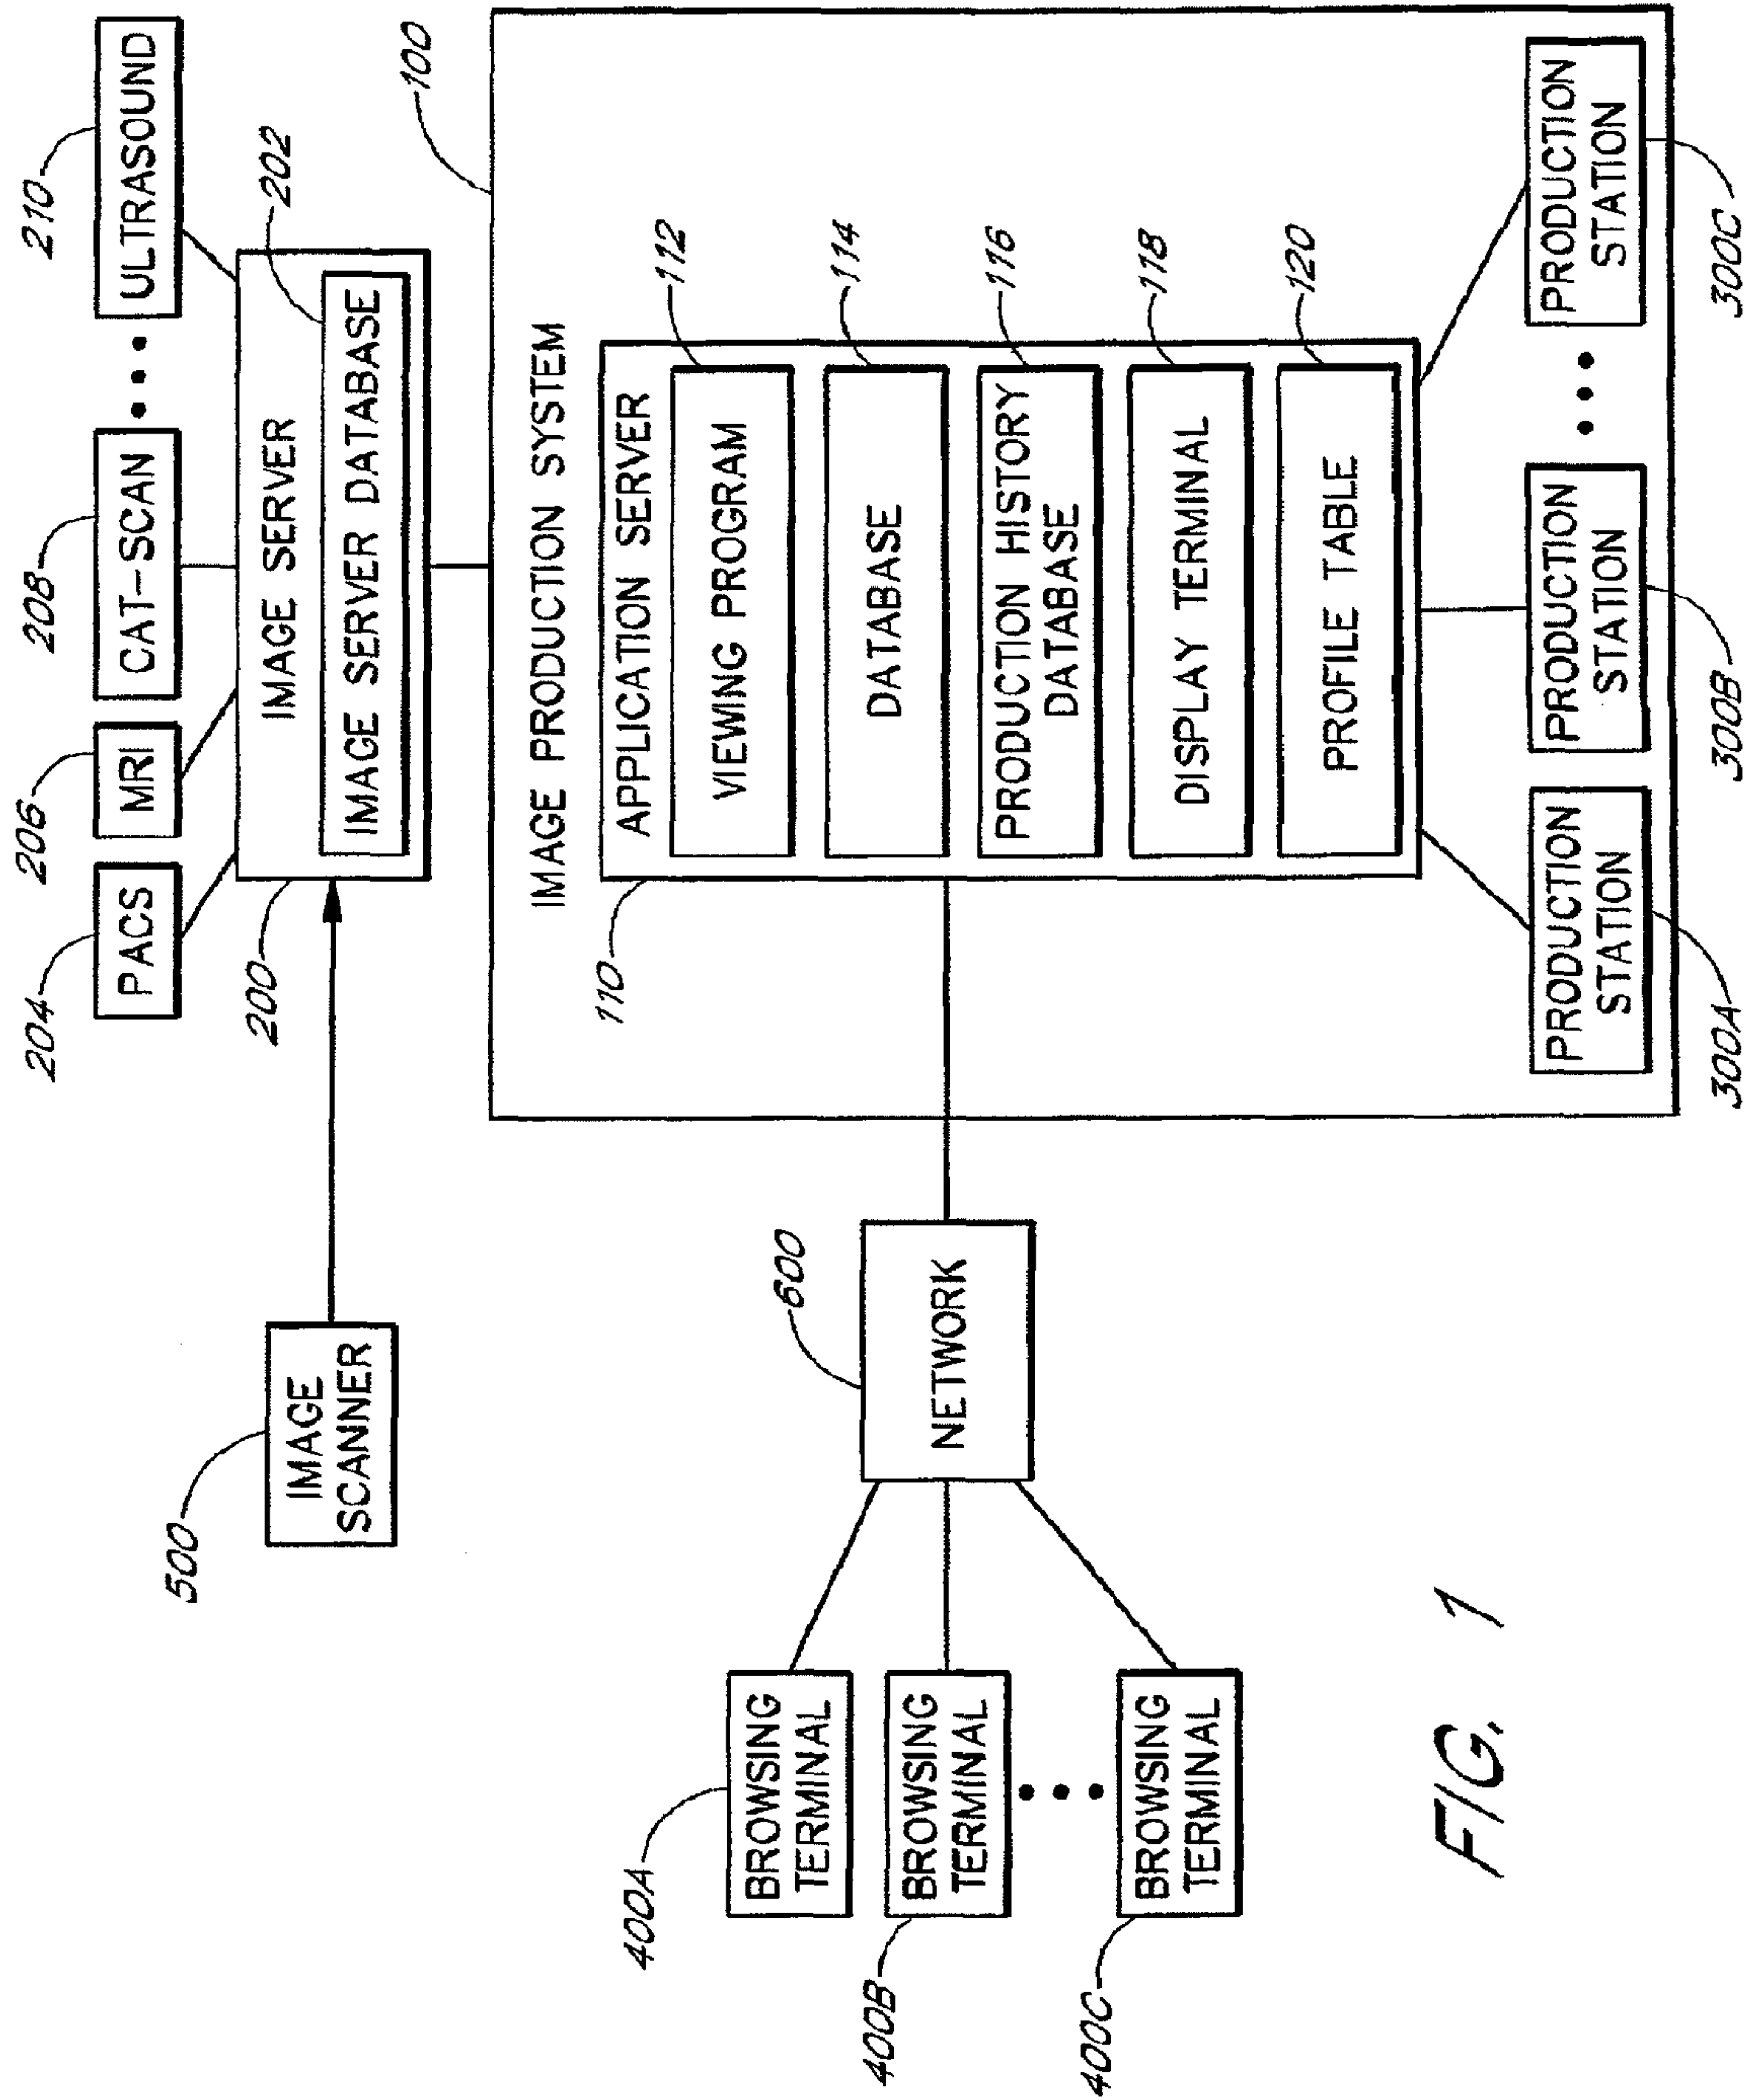 500
IMAGE
SCANNER
204
PACS
206
MRI
208
CAT-SCAN
210
ULTRASOUND
200
IMAGE SERVER
202
IMAGE SERVER DATABASE
100
IMAGE PRODUCTION SYSTEM
110
APPLICATION SERVER
112
VIEWING PROGRAM
114
DATABASE
116
PRODUCTION HISTORY
DATABASE
118
DISPLAY TERMINAL
120
PROFILE TABLE
600
NETWORK
400A
BROWSING
TERMINAL
400B
BROWSING
TERMINAL
400C
BROWSING
TERMINAL
PRODUCTION
STATION
300A
PRODUCTION
STATION
300B
PRODUCTION
STATION
300C
FIG. 1